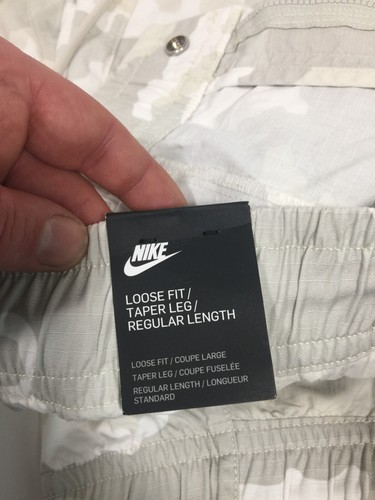 NIKE
LOOSE FIT/
TAPER LEG/
REGULAR LENGTH
LOOSE FIT / COUPE LARGE
TAPER LEG / COUPE FUSELÉE
REGULAR LENGTH / LONGUEUR
STANDARD